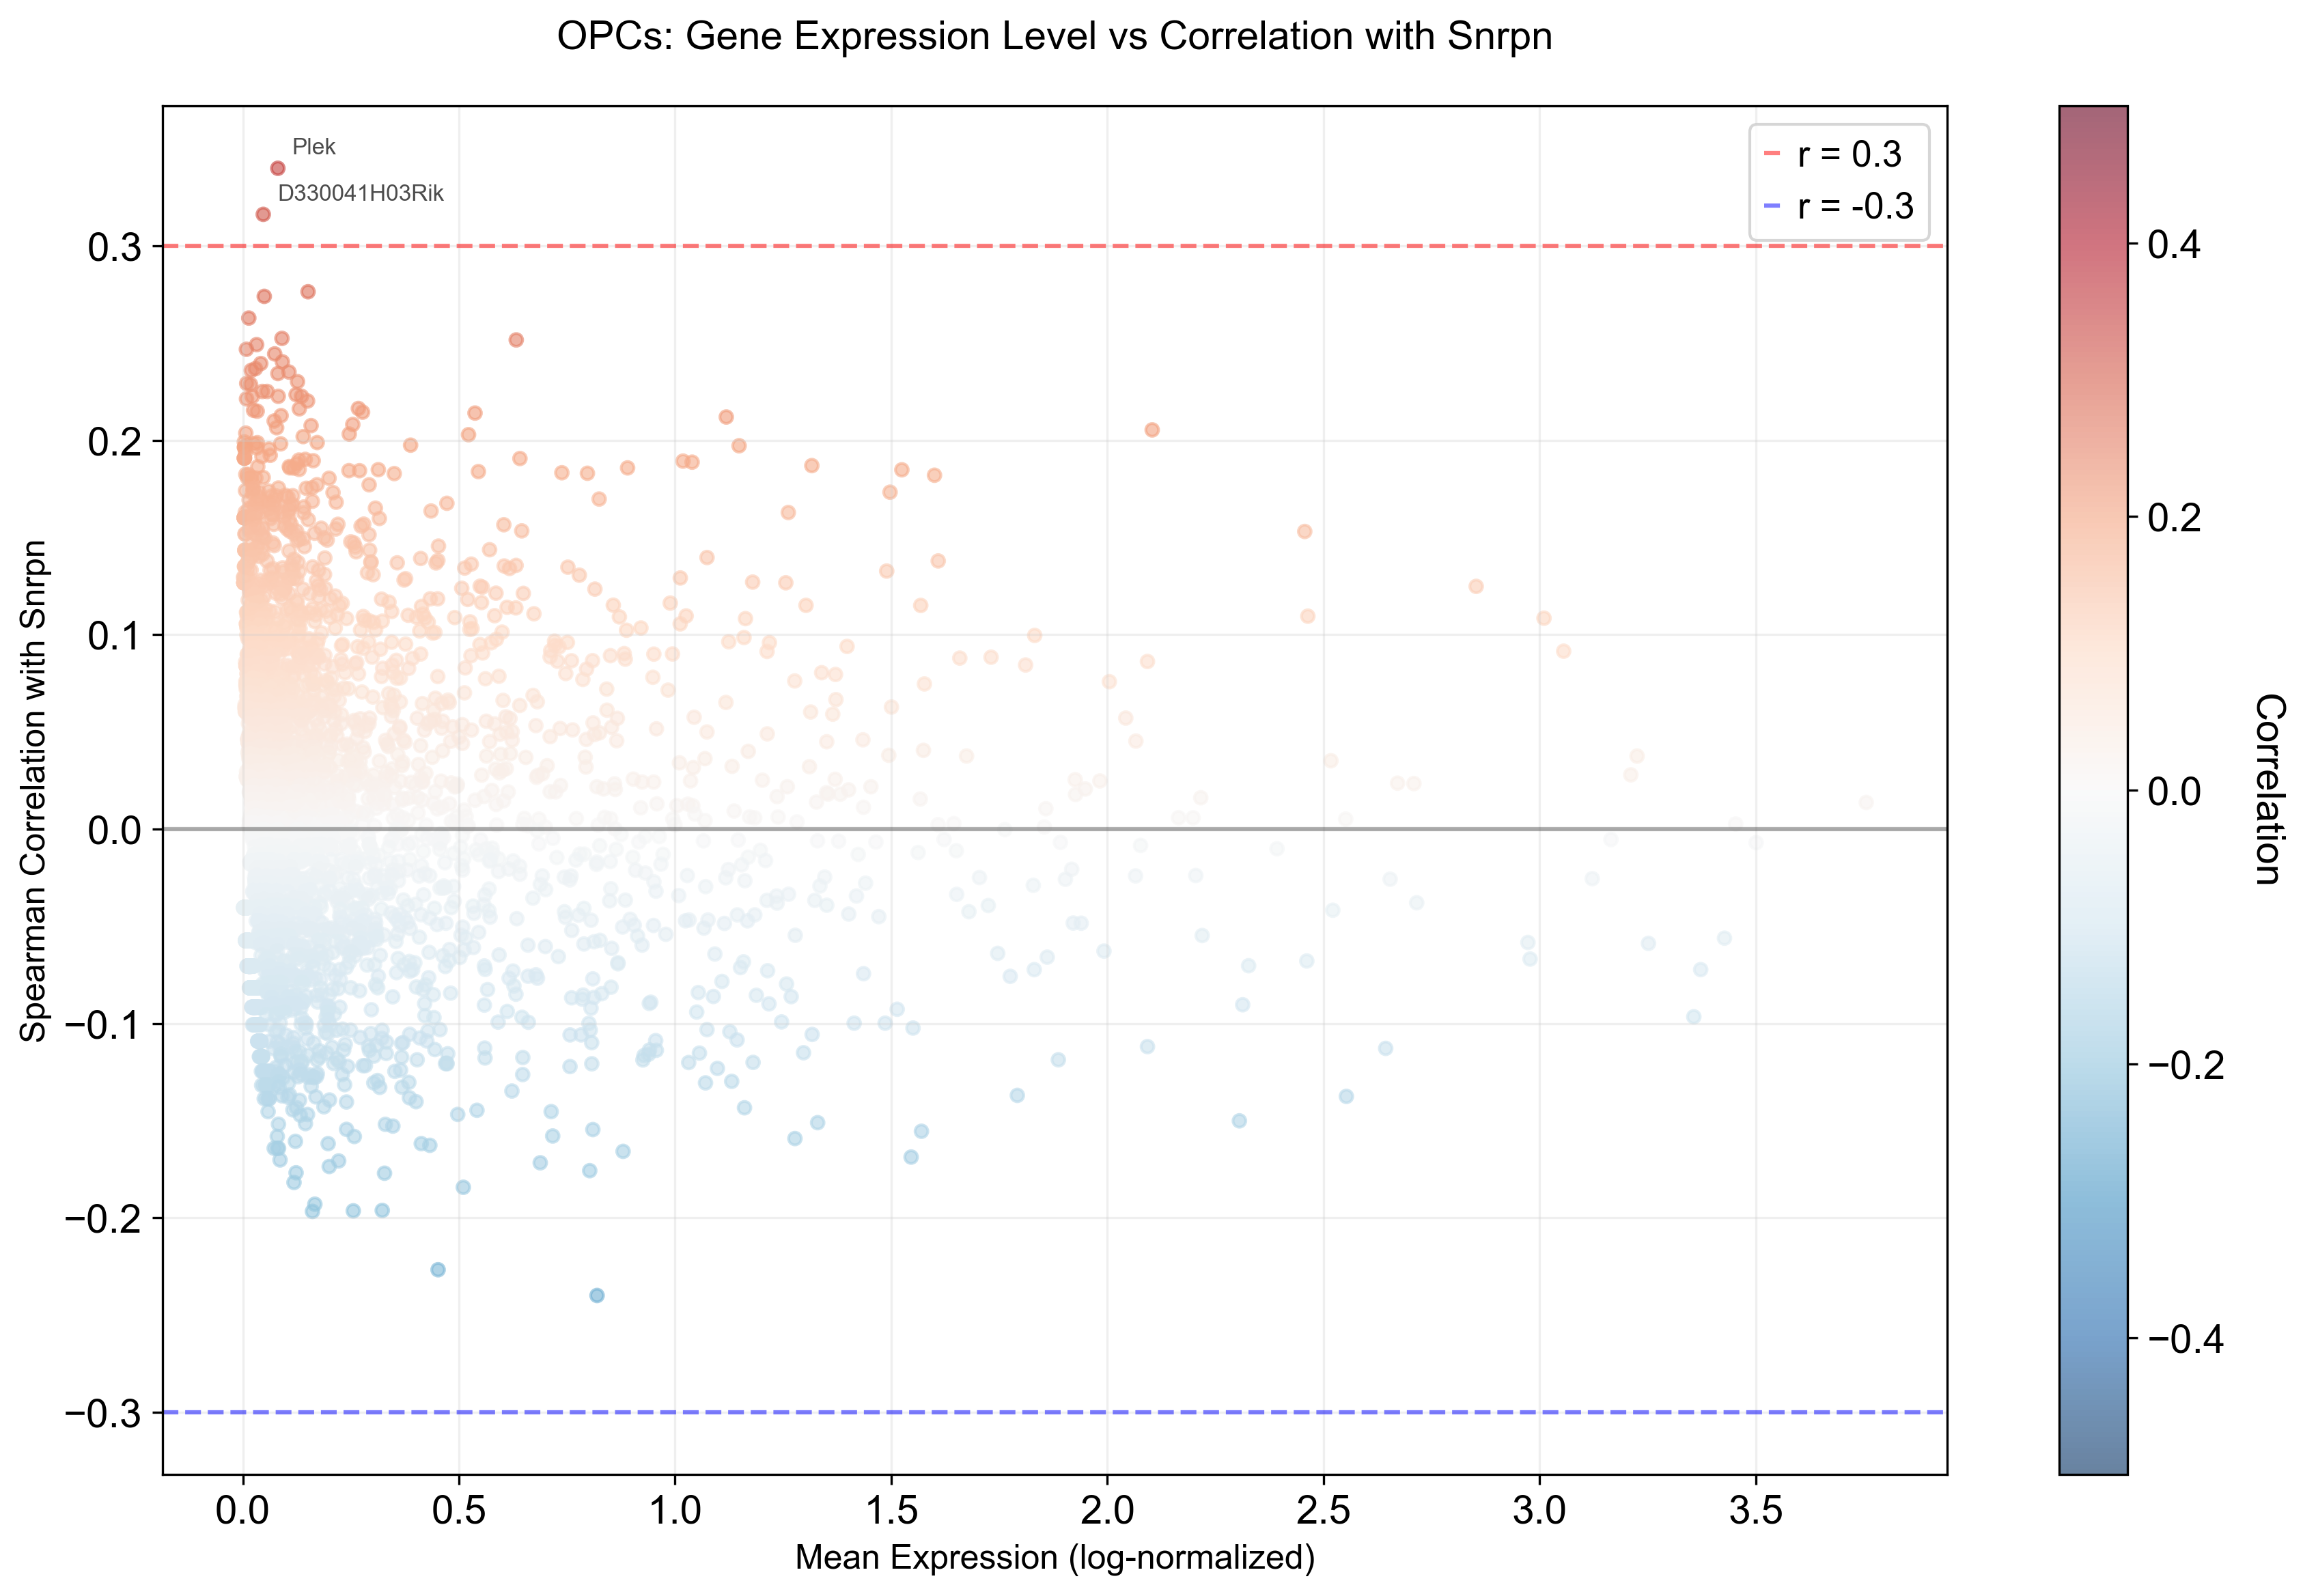 OPCs: Gene Expression Level vs Correlation with Snrpn
Plek
D330041H03Rik
r = 0.3
r = -0.3
Spearman Correlation with Snrpn
0.3
0.2
0.1
0.0
−0.1
−0.2
−0.3
0.0 0.5 1.0 1.5 2.0 2.5 3.0 3.5
Mean Expression (log-normalized)
0.4
0.2
0.0
−0.2
−0.4
Correlation